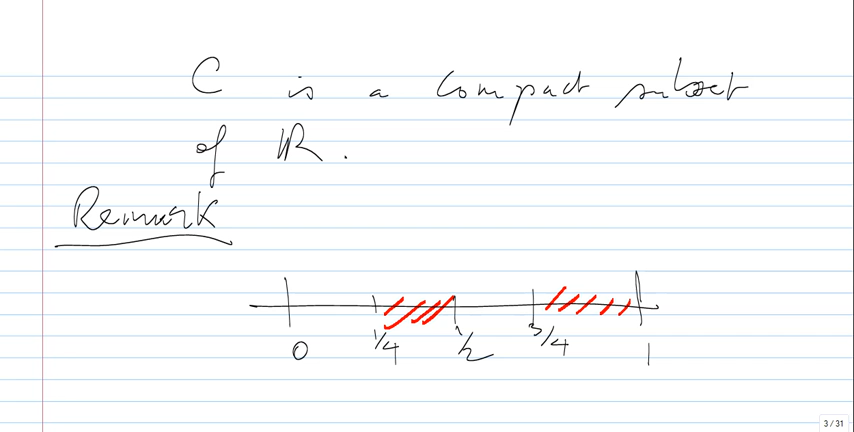 C is a compact subset
of ℝ.
Remark
0 1/4 1/2 3/4 1
3 / 31